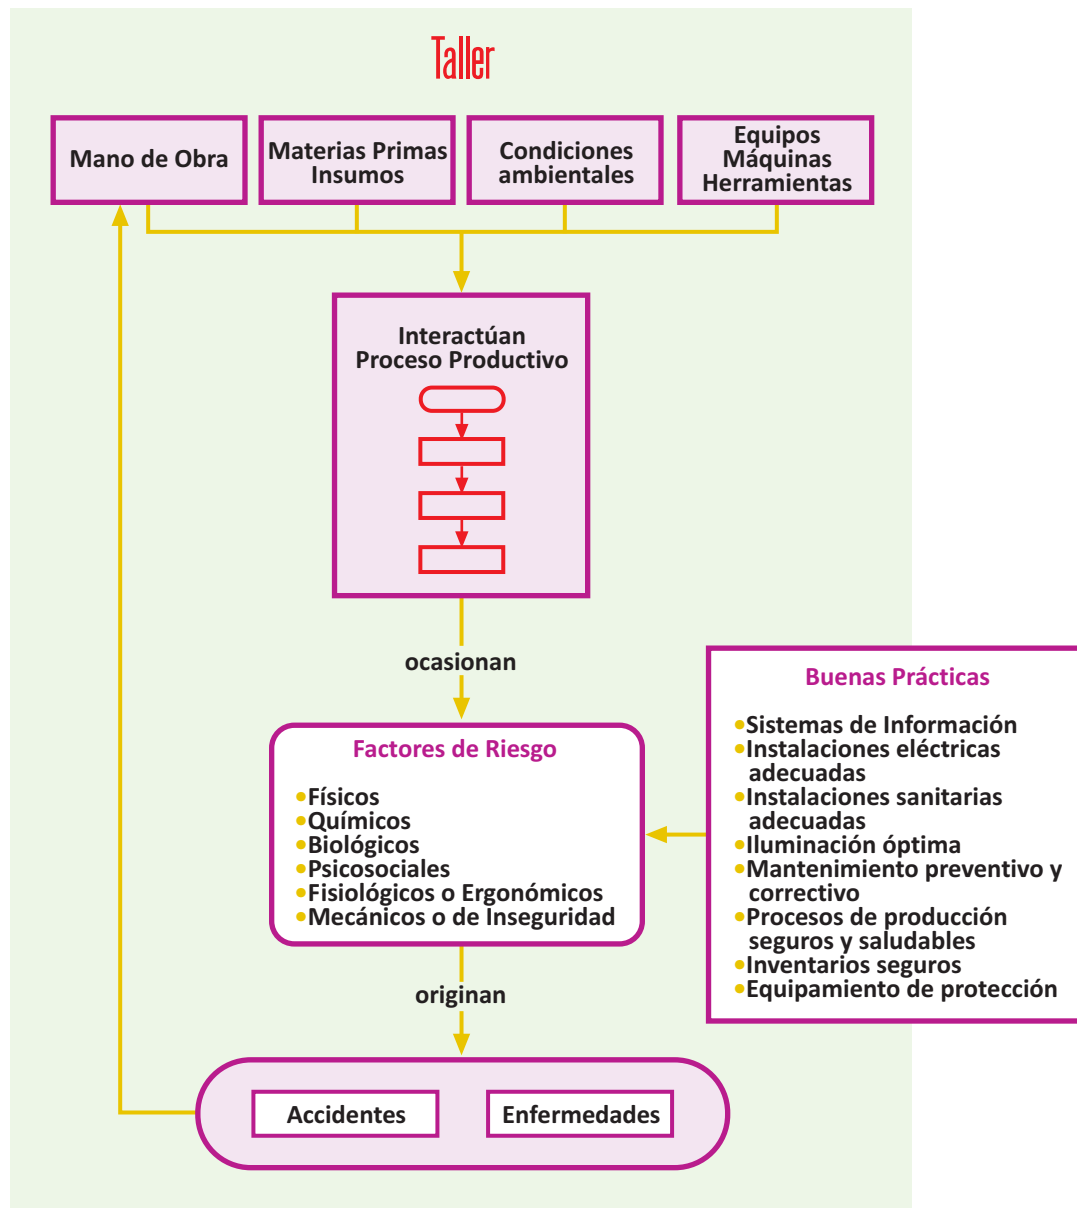 Taller
Mano de Obra
Materias Primas
Insumos
Condiciones
ambientales
Equipos
Máquinas
Herramientas
Interactúan
Proceso Productivo
ocasionan
Factores de Riesgo
•Físicos
•Químicos
•Biológicos
•Psicosociales
•Fisiológicos o Ergonómicos
•Mecánicos o de Inseguridad
Buenas Prácticas
•Sistemas de Información
•Instalaciones eléctricas
adecuadas
•Instalaciones sanitarias
adecuadas
•Iluminación óptima
•Mantenimiento preventivo y
correctivo
•Procesos de producción
seguros y saludables
•Inventarios seguros
•Equipamiento de protección
originan
Accidentes
Enfermedades